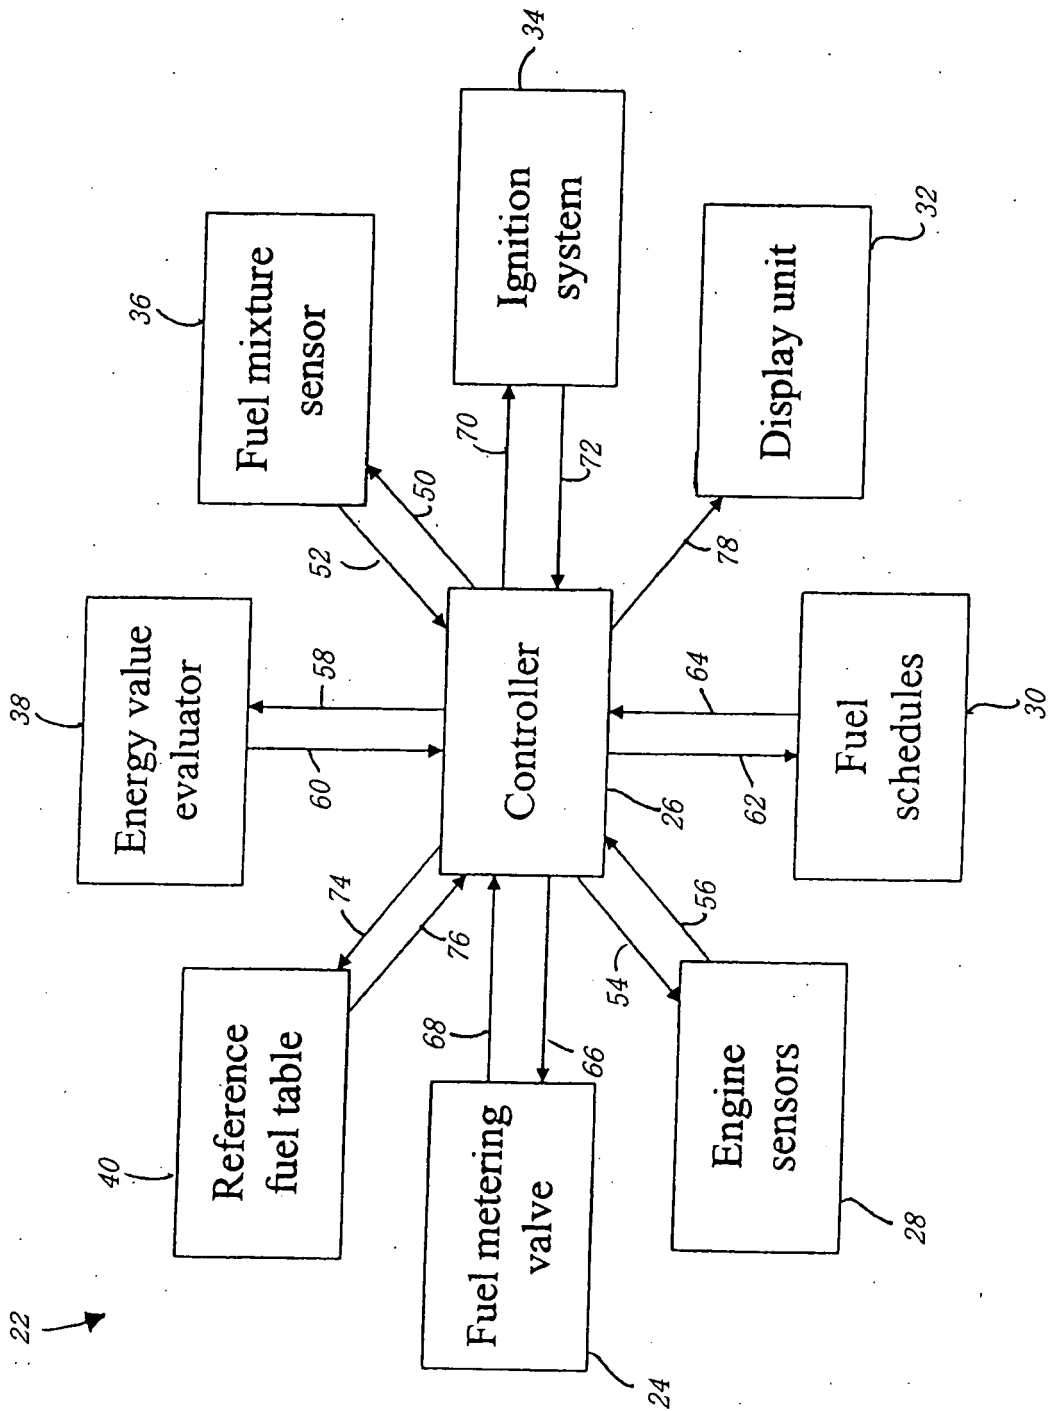 22
38
40
36
Reference
fuel table
Energy value
evaluator
Fuel mixture
sensor
74
60
58
52
76
50
68
70
34
24
Fuel metering
valve
Controller
Ignition
system
66
72
26
54
56
62
64
78
28
Engine
sensors
Fuel
schedules
Display unit
32
30